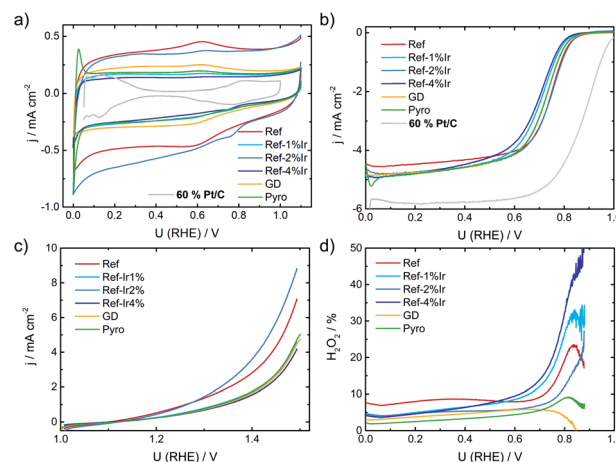 a)
0.5
0.0
-0.5
-1.0
j / mA cm⁻²
Ref
Ref-1%Ir
Ref-2%Ir
Ref-4%Ir
GD
Pyro
60 % Pt/C
0.0 0.2 0.4 0.6 0.8 1.0
U (RHE) / V
b)
0
-2
-4
-6
j / mA cm⁻²
Ref
Ref-1%Ir
Ref-2%Ir
Ref-4%Ir
GD
Pyro
60 % Pt/C
0.0 0.2 0.4 0.6 0.8 1.0
U (RHE) / V
c)
10
8
6
4
2
0
j / mA cm⁻²
Ref
Ref-Ir1%
Ref-Ir2%
Ref-Ir4%
GD
Pyro
1.0 1.2 1.4
U (RHE) / V
d)
50
40
30
20
10
0
H₂O₂ / %
Ref
Ref-1%Ir
Ref-2%Ir
Ref-4%Ir
GD
Pyro
0.0 0.2 0.4 0.6 0.8 1.0
U (RHE) / V